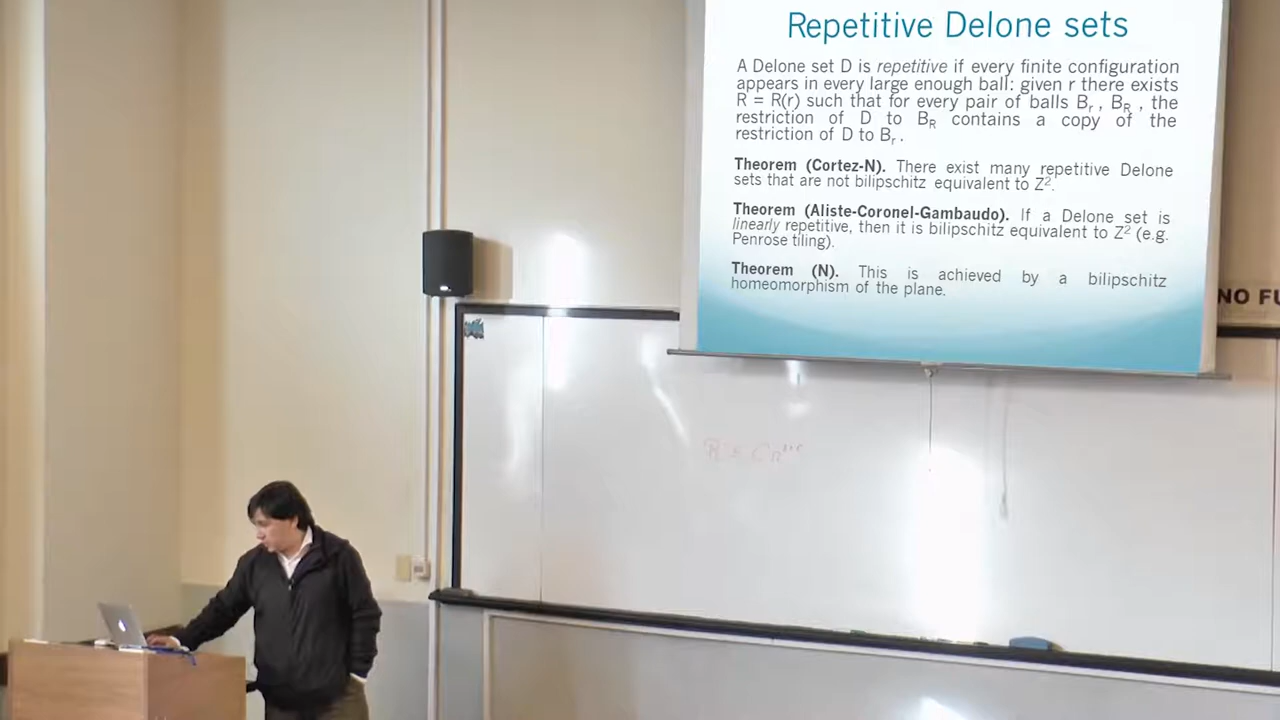 Repetitive Delone sets
A Delone set D is repetitive if every finite configuration
appears in every large enough ball: given r there exists
R = R(r) such that for every pair of balls Bᵣ , B_R , the
restriction of D to B_R contains a copy of the
restriction of D to Bᵣ .
Theorem (Cortez-N). There exist many repetitive Delone
sets that are not bilipschitz equivalent to Z².
Theorem (Aliste-Coronel-Gambaudo). If a Delone set is
linearly repetitive, then it is bilipschitz equivalent to Z² (e.g.
Penrose tiling).
Theorem (N). This is achieved by a bilipschitz
homeomorphism of the plane.
NO FU